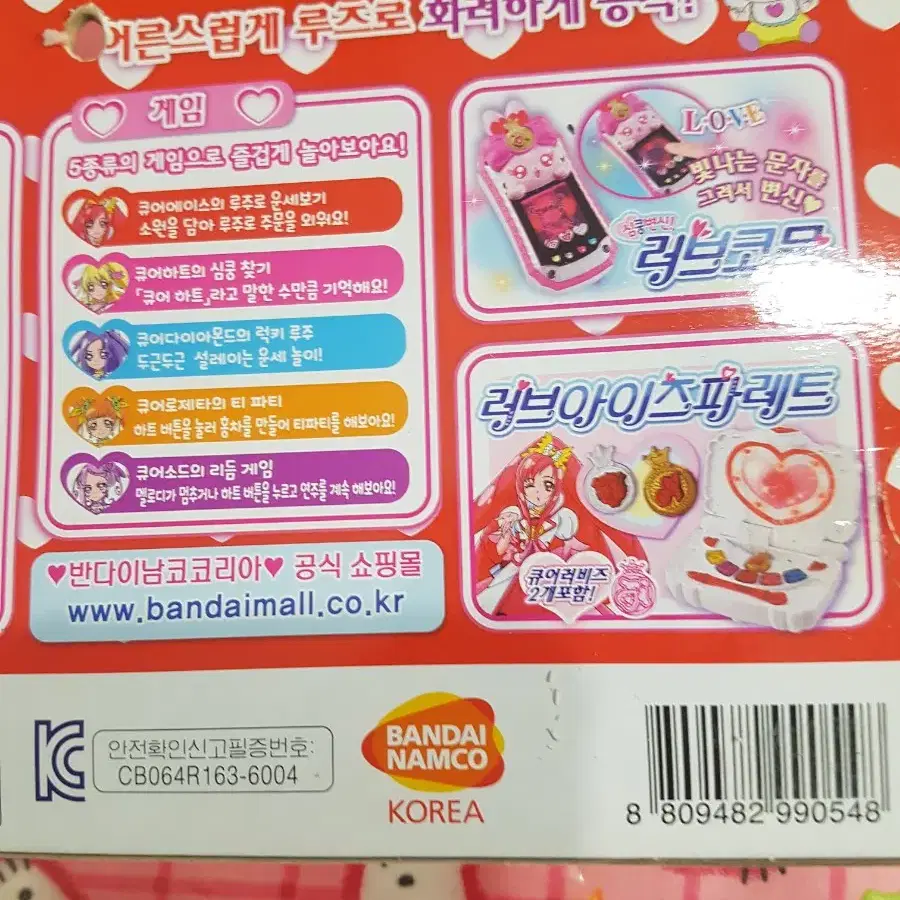 어른스럽게 루즈로 화려하게 공격!
게임
5종류의 게임으로 즐겁게 놀아보아요!
큐어에이스의 루주로 운세보기
소원을 담아 루주로 주문을 외워요!
큐어하트의 심쿵 찾기
「큐어 하트」라고 말한 수만큼 기억해요!
큐어다이아몬드의 럭키 루주
두근두근 설레이는 운세 놀이!
큐어로제타의 티 파티
하트 버튼을 눌러 홍차를 만들어 티파티를 해보아요!
큐어소드의 리듬 게임
멜로디가 멈추거나 하트 버튼을 누르고 연주를 계속 해보아요!
♥반다이남코코리아♥ 공식 쇼핑몰
www.bandaimall.co.kr
L·O·V·E
빛나는 문자를
그려서 변신♥
심쿵변신!
러브코뮨
러브아이즈파레트
큐어러비즈
2개포함!
안전확인신고필증번호:
CB064R163-6004
BANDAI
NAMCO
KOREA
8 809482 990548